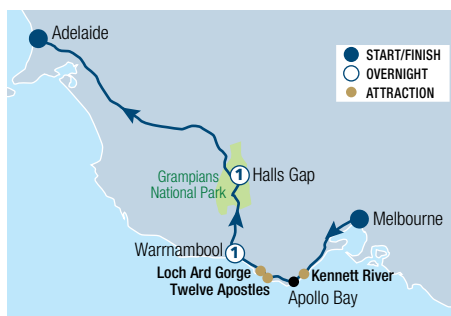 Adelaide
START/FINISH
1 OVERNIGHT
ATTRACTION
Grampians
National Park
1 Halls Gap
Melbourne
Warrnambool
1
Loch Ard Gorge
Twelve Apostles
Kennett River
Apollo Bay